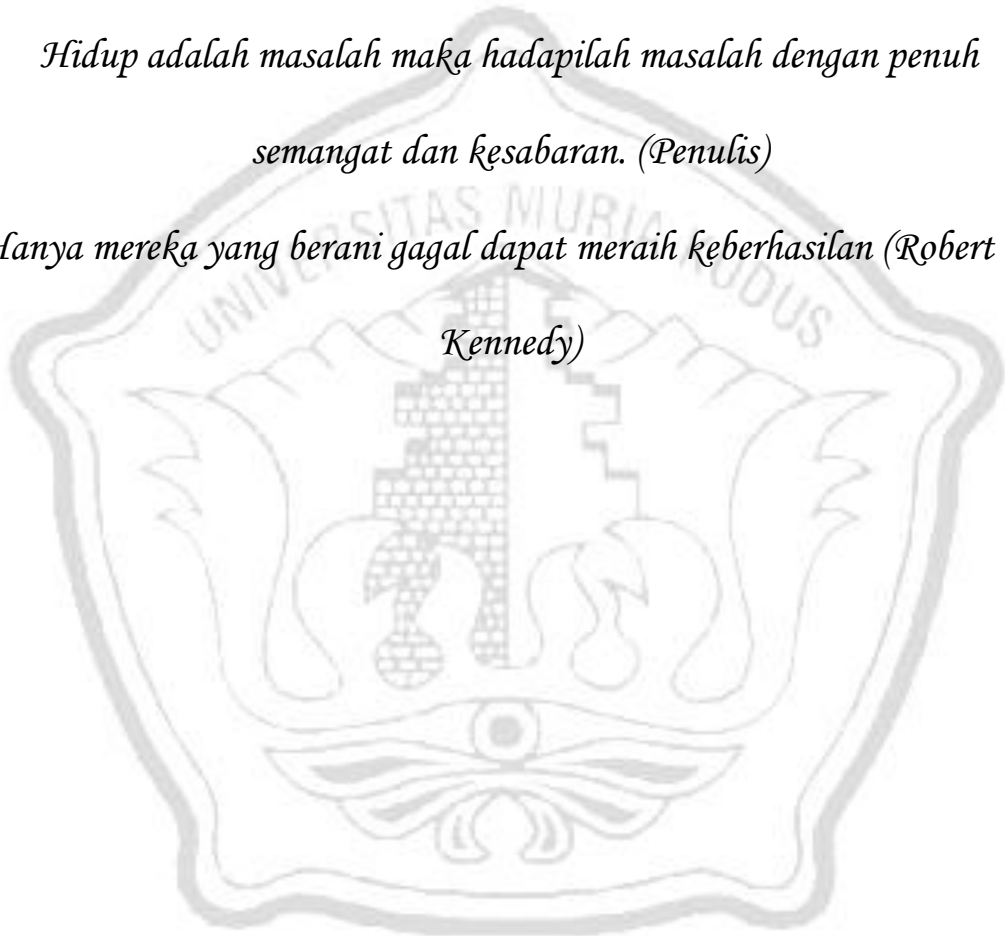 Hidup adalah masalah maka hadapilah masalah dengan penuh
semangat dan kesabaran. (Penulis)
UNIVERSITAS MURIA KUDUS
Hanya mereka yang berani gagal dapat meraih keberhasilan (Robert
Kennedy)